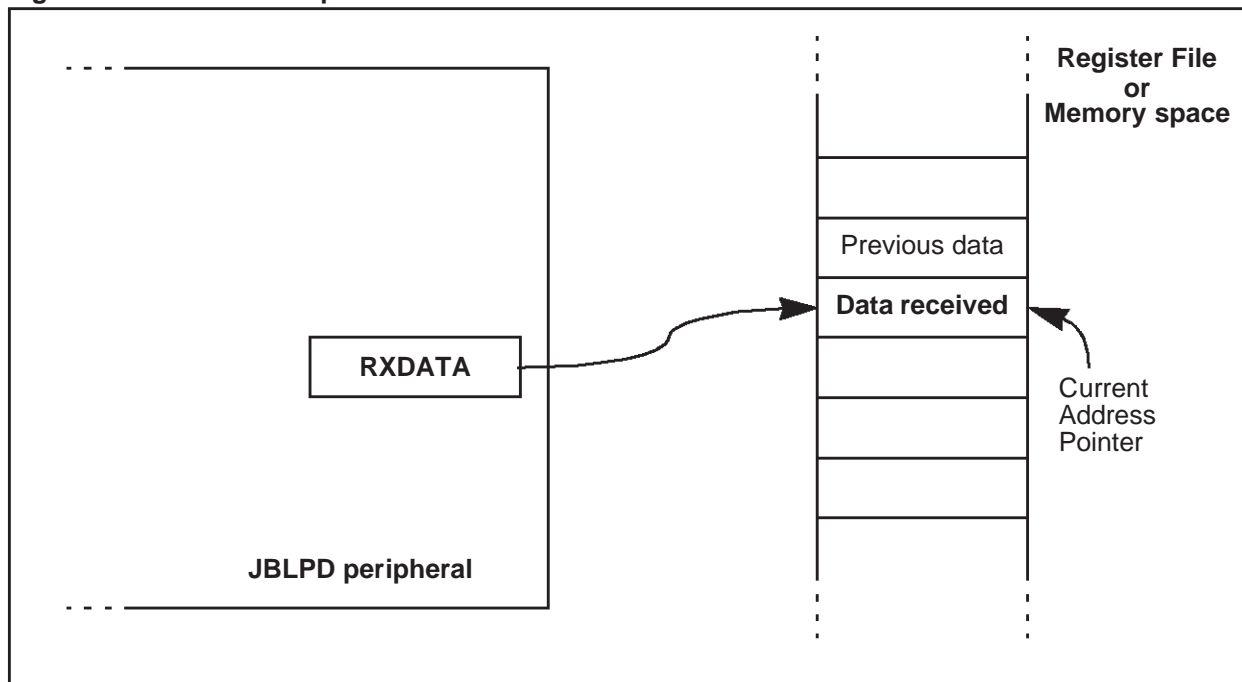 Register File
or
Memory space
Previous data
Data received
RXDATA
Current
Address
Pointer
JBLPD peripheral